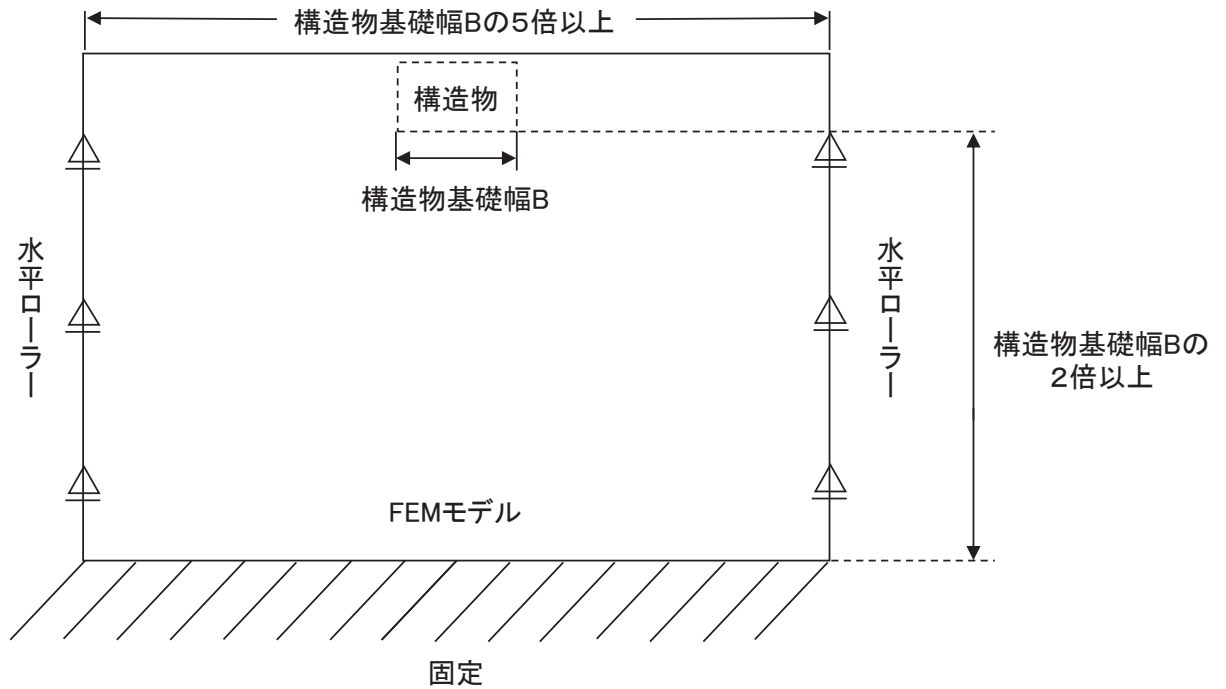 構造物基礎幅Bの5倍以上
構造物
構造物基礎幅B
水平ローラー
水平ローラー
構造物基礎幅Bの
2倍以上
FEMモデル
固定